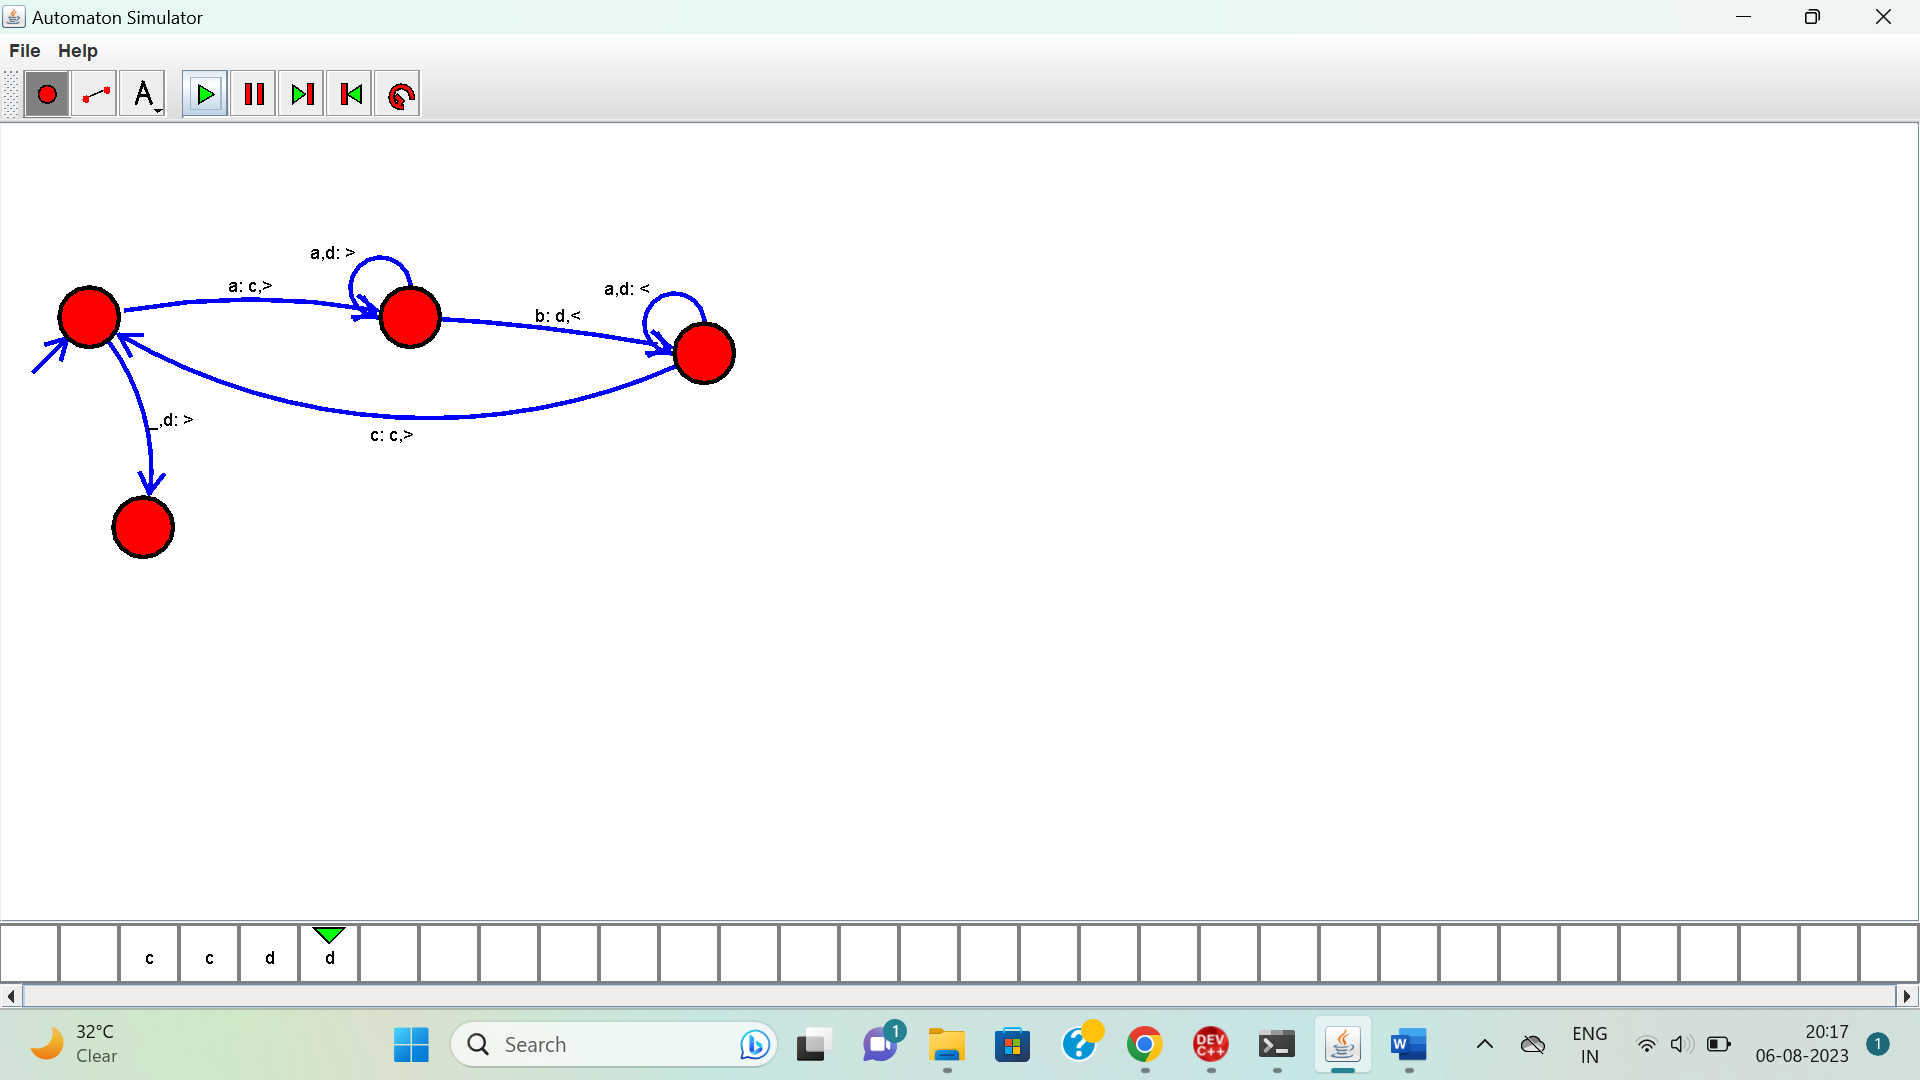 Automaton Simulator
File Help
A
a,d: >
a: c,>
a,d: <
b: d,<
_,d: >
c: c,>
c c d d
32°C
Clear
Search
1
DEV
C++
W
ENG
IN
20:17
06-08-2023
1